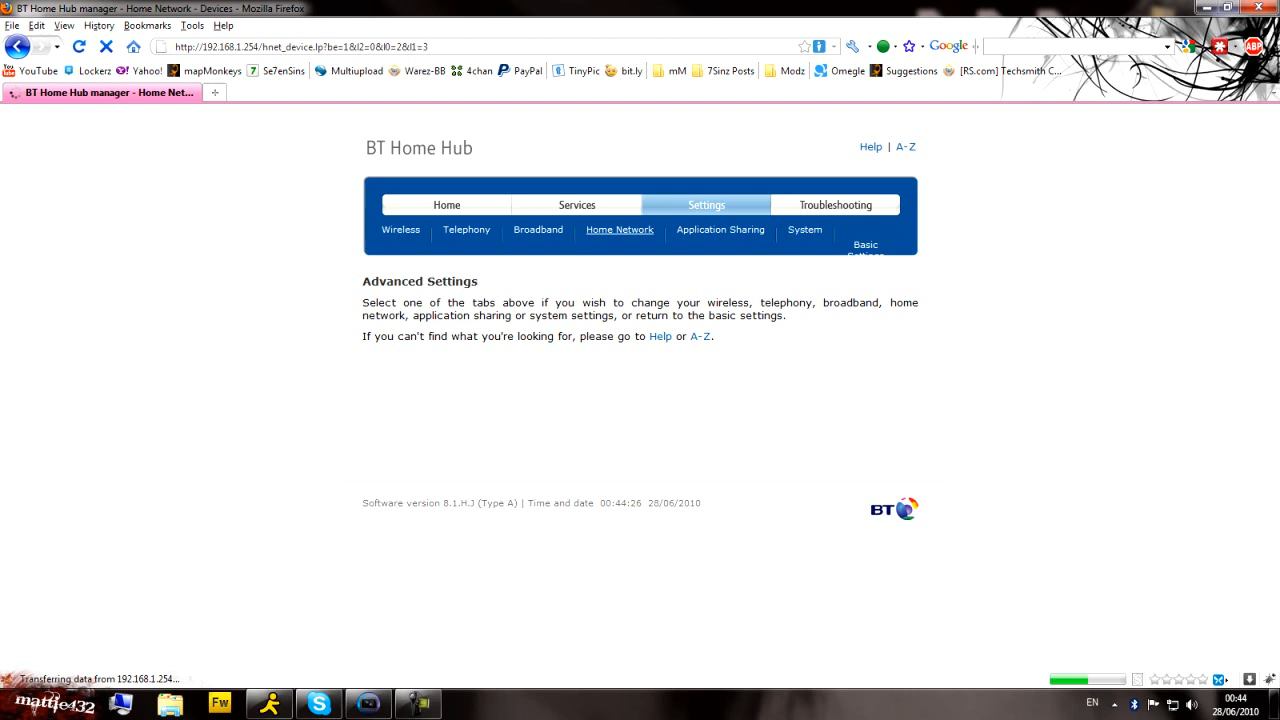 BT Home Hub manager - Home Network - Devices - Mozilla Firefox
File Edit View History Bookmarks Tools Help
http://192.168.1.254/hnet_device.lp?be=1&l2=0&l0=2&l1=3
Google
ABP
YouTube Lockerz Yahoo! mapMonkeys Se7enSins Multiupload Warez-BB 4chan PayPal TinyPic bit.ly mM 7Sinz Posts Modz Omegle Suggestions [RS.com] Techsmith C...
BT Home Hub manager - Home Net...
BT Home Hub
Help | A-Z
Home Services Settings Troubleshooting
Wireless Telephony Broadband Home Network Application Sharing System
Basic
Settings
Advanced Settings
Select one of the tabs above if you wish to change your wireless, telephony, broadband, home
network, application sharing or system settings, or return to the basic settings.
If you can't find what you're looking for, please go to Help or A-Z.
Software version 8.1.H.J (Type A) | Time and date 00:44:26 28/06/2010
BT
Transferring data from 192.168.1.254...
mattie432
Fw
EN
00:44
28/06/2010